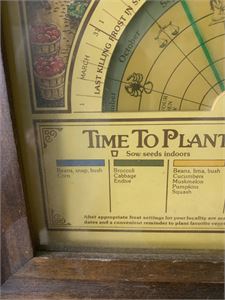 MARCH
LAST KILLING FROST IN S
October
TIME TO PLANT
Sow seeds indoors
Beans, snap, bush
Corn
Broccoli
Cabbage
Endive
Beans, lima, bush
Cucumbers
Muskmelon
Pumpkins
Squash
After appropriate frost settings for your locality are
dates and a convenient reminder to plant favorite